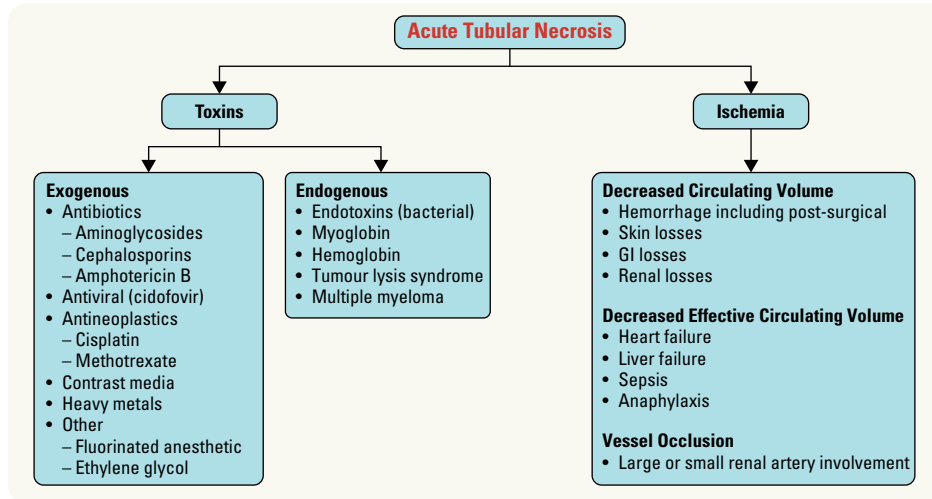 Acute Tubular Necrosis
Toxins
Ischemia
Exogenous
• Antibiotics
– Aminoglycosides
– Cephalosporins
– Amphotericin B
• Antiviral (cidofovir)
• Antineoplastics
– Cisplatin
– Methotrexate
• Contrast media
• Heavy metals
• Other
– Fluorinated anesthetic
– Ethylene glycol
Endogenous
• Endotoxins (bacterial)
• Myoglobin
• Hemoglobin
• Tumour lysis syndrome
• Multiple myeloma
Decreased Circulating Volume
• Hemorrhage including post-surgical
• Skin losses
• GI losses
• Renal losses
Decreased Effective Circulating Volume
• Heart failure
• Liver failure
• Sepsis
• Anaphylaxis
Vessel Occlusion
• Large or small renal artery involvement